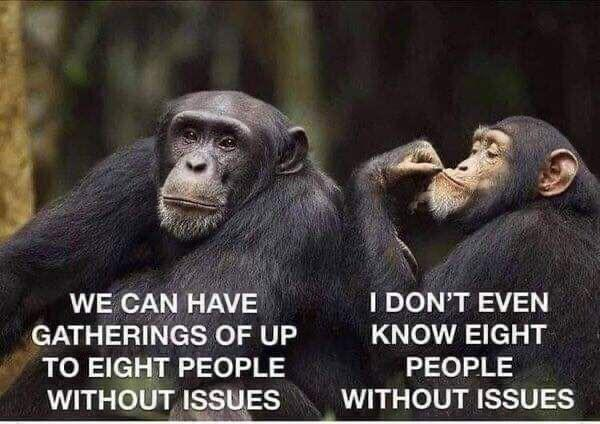 WE CAN HAVE
GATHERINGS OF UP
TO EIGHT PEOPLE
WITHOUT ISSUES
I DON'T EVEN
KNOW EIGHT
PEOPLE
WITHOUT ISSUES